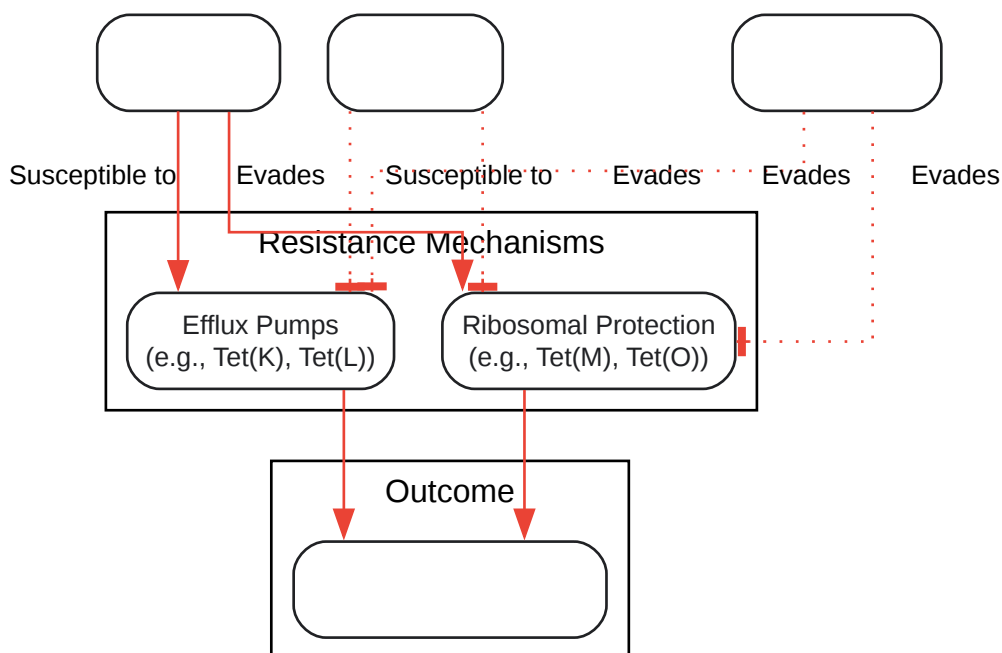 Susceptible to
Evades
Susceptible to
Evades
Evades
Evades
Resistance Mechanisms
Efflux Pumps
(e.g., Tet(K), Tet(L))
Ribosomal Protection
(e.g., Tet(M), Tet(O))
Outcome